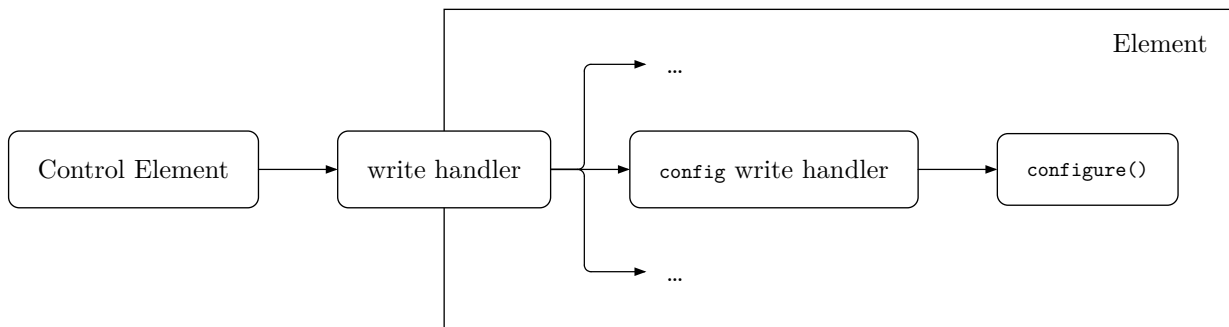 Element
...
Control Element
write handler
config write handler
configure()
...